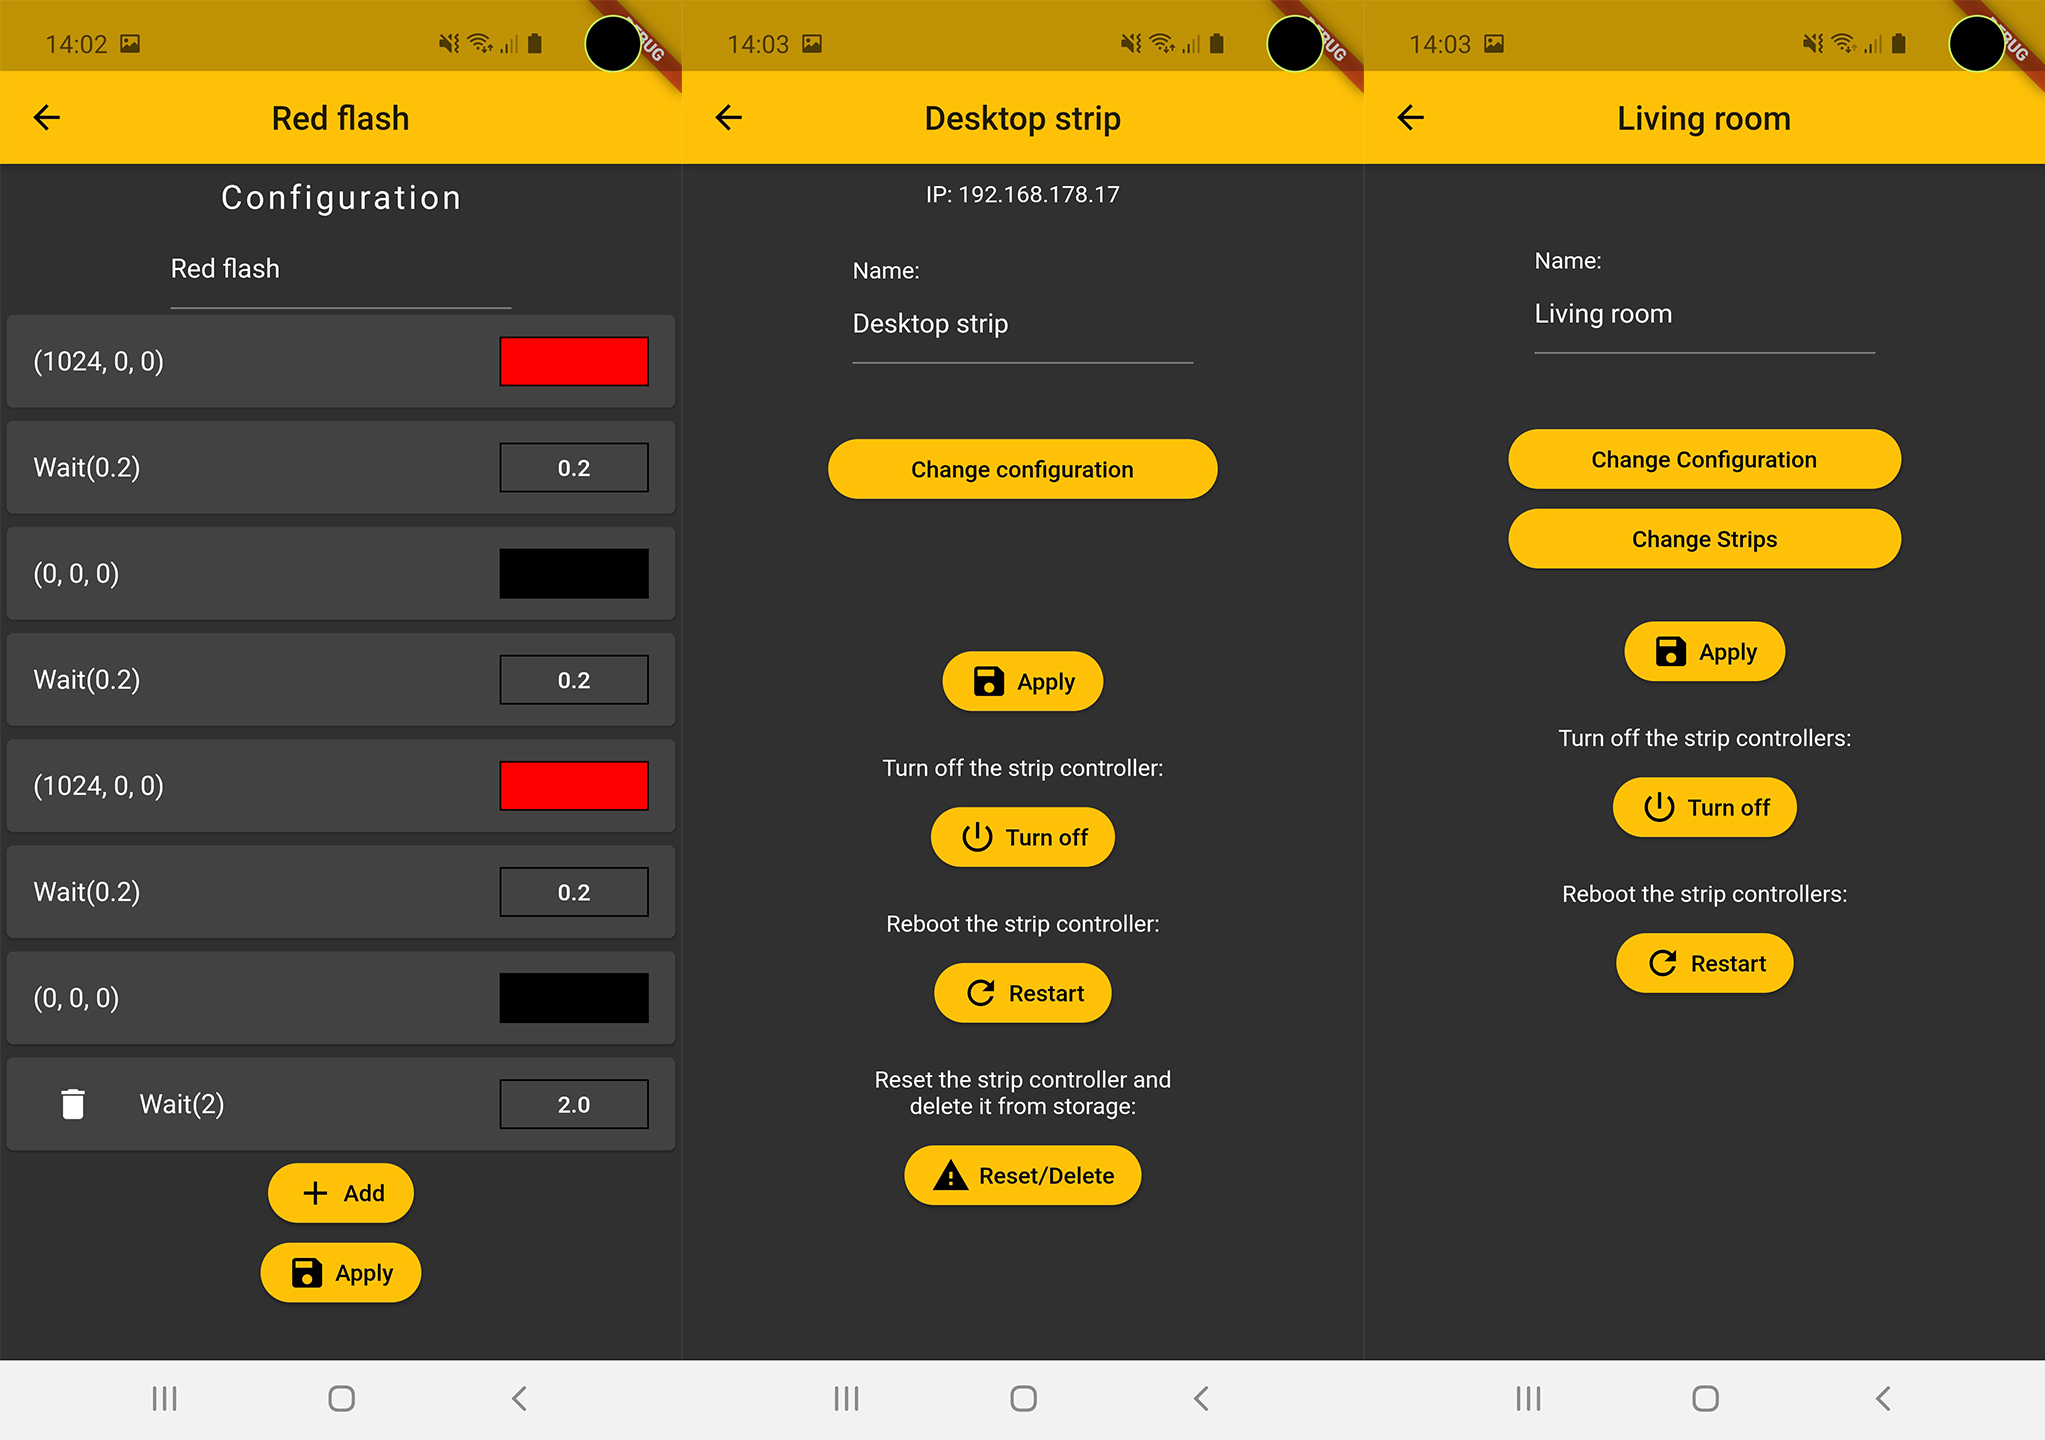 14:02
DEBUG
Red flash
Configuration
Red flash
(1024, 0, 0)
Wait(0.2)
0.2
(0, 0, 0)
Wait(0.2)
0.2
(1024, 0, 0)
Wait(0.2)
0.2
(0, 0, 0)
Wait(2)
2.0
Add
Apply
14:03
DEBUG
Desktop strip
IP: 192.168.178.17
Name:
Desktop strip
Change configuration
Apply
Turn off the strip controller:
Turn off
Reboot the strip controller:
Restart
Reset the strip controller and
delete it from storage:
Reset/Delete
14:03
DEBUG
Living room
Name:
Living room
Change Configuration
Change Strips
Apply
Turn off the strip controllers:
Turn off
Reboot the strip controllers:
Restart